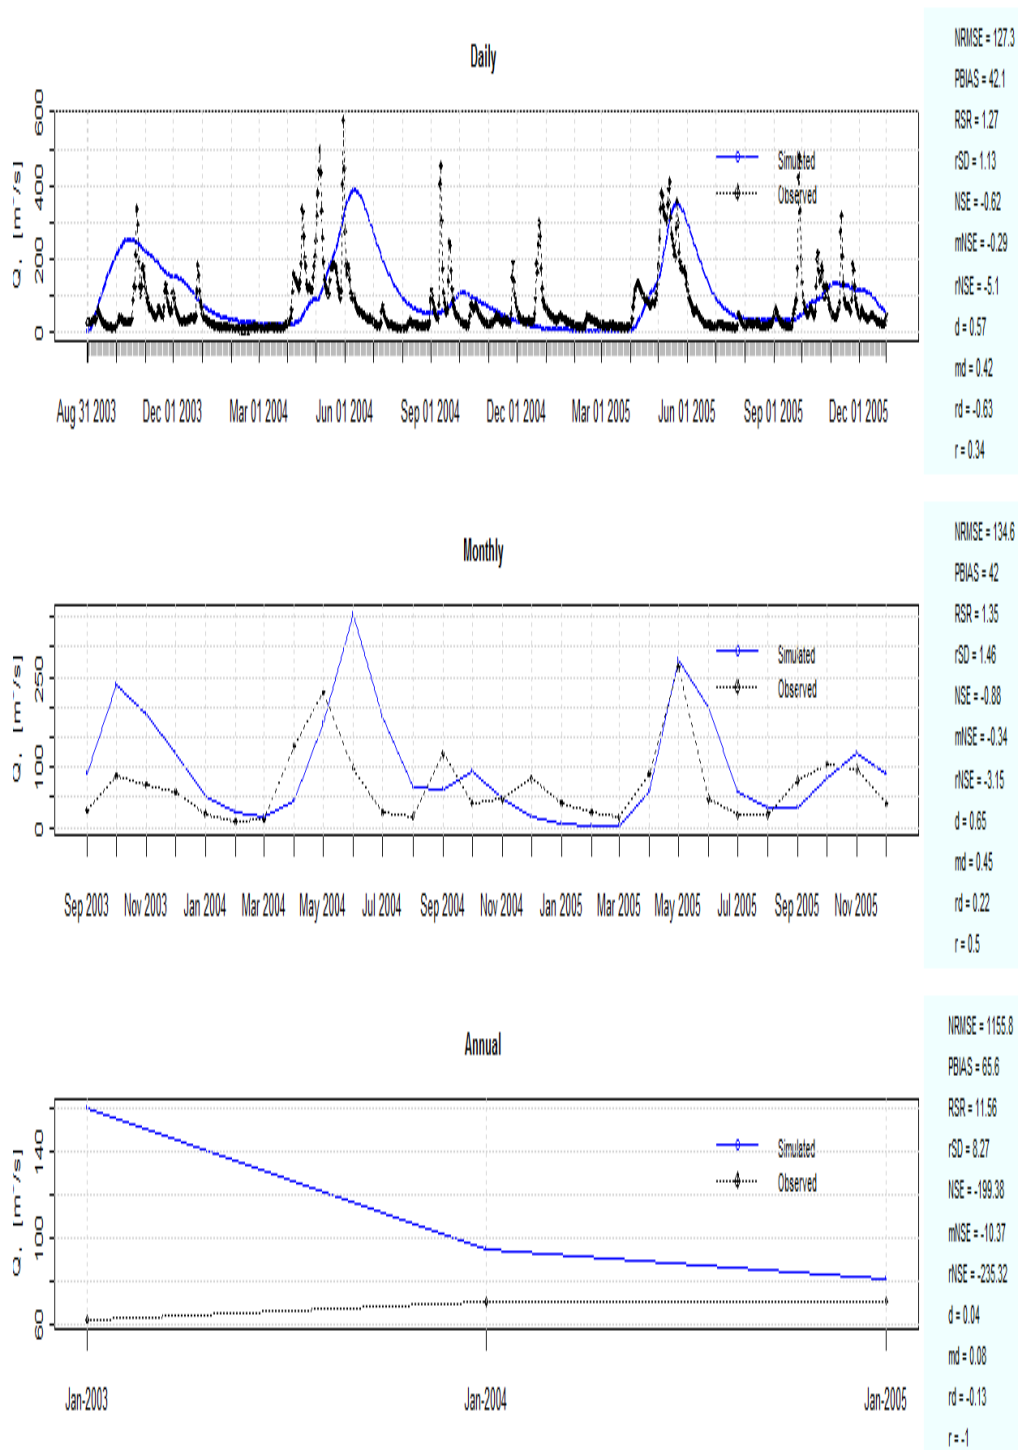 Daily
Q. [m^/s]
600
400
200
0
Simulated
Observed
Aug 31 2003 Dec 01 2003 Mar 01 2004 Jun 01 2004 Sep 01 2004 Dec 01 2004 Mar 01 2005 Jun 01 2005 Sep 01 2005 Dec 01 2005
NRMSE = 127.3
PBIAS = 42.1
RSR = 1.27
rSD = 1.13
NSE = -0.62
mNSE = -0.29
rNSE = -5.1
d = 0.57
md = 0.42
rd = -0.63
r = 0.34
Monthly
Q. [m^/s]
250
100
0
Simulated
Observed
Sep 2003 Nov 2003 Jan 2004 Mar 2004 May 2004 Jul 2004 Sep 2004 Nov 2004 Jan 2005 Mar 2005 May 2005 Jul 2005 Sep 2005 Nov 2005
NRMSE = 134.6
PBIAS = 42
RSR = 1.35
rSD = 1.46
NSE = -0.88
mNSE = -0.34
rNSE = -3.15
d = 0.65
md = 0.45
rd = 0.22
r = 0.5
Annual
Q. [m^/s]
140
100
60
Simulated
Observed
Jan-2003 Jan-2004 Jan-2005
NRMSE = 1155.8
PBIAS = 65.6
RSR = 11.56
rSD = 8.27
NSE = -199.38
mNSE = -10.37
rNSE = -235.32
d = 0.04
md = 0.08
rd = -0.13
r = -1